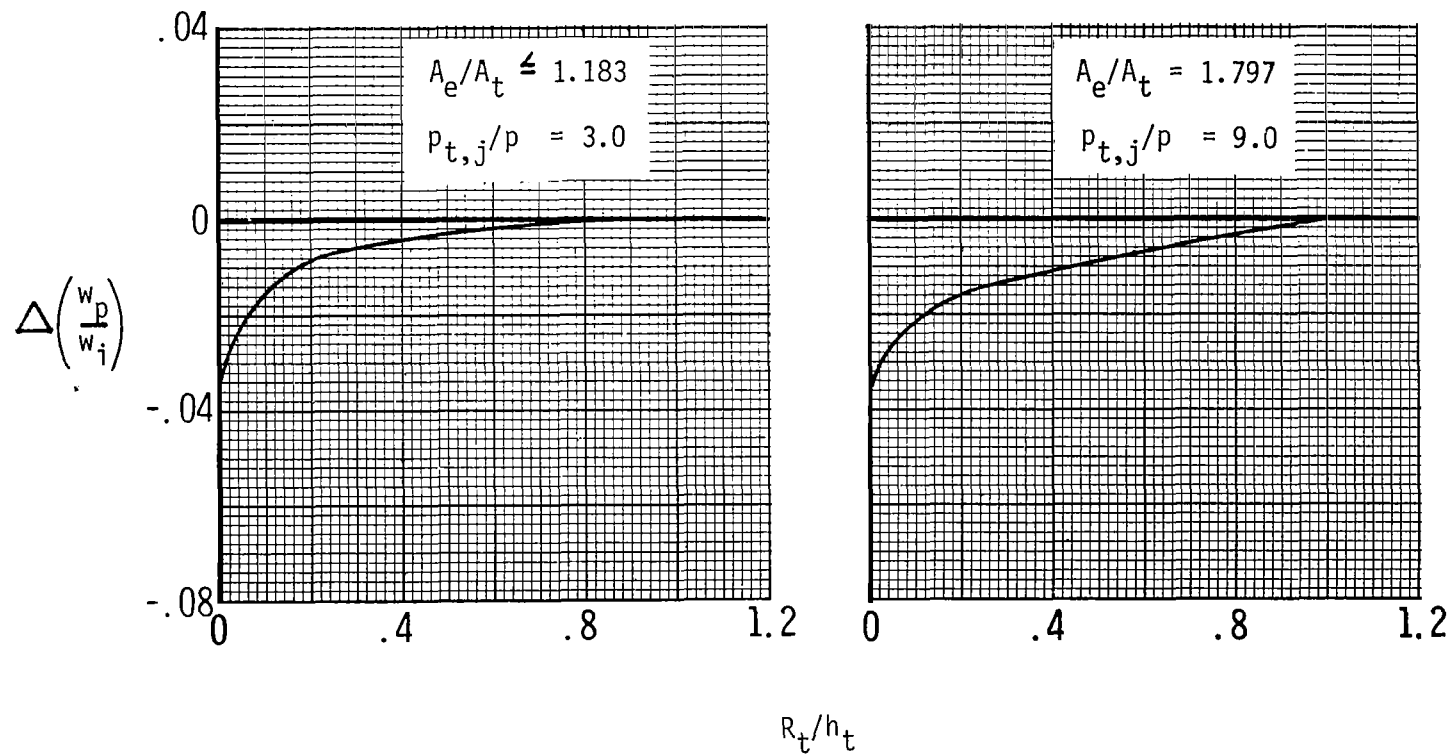 .04
0
-.04
-.08
Δ(w_p/w_i)
A_e/A_t ≤ 1.183
p_t,j/p = 3.0
0 .4 .8 1.2
A_e/A_t = 1.797
p_t,j/p = 9.0
0 .4 .8 1.2
R_t/h_t